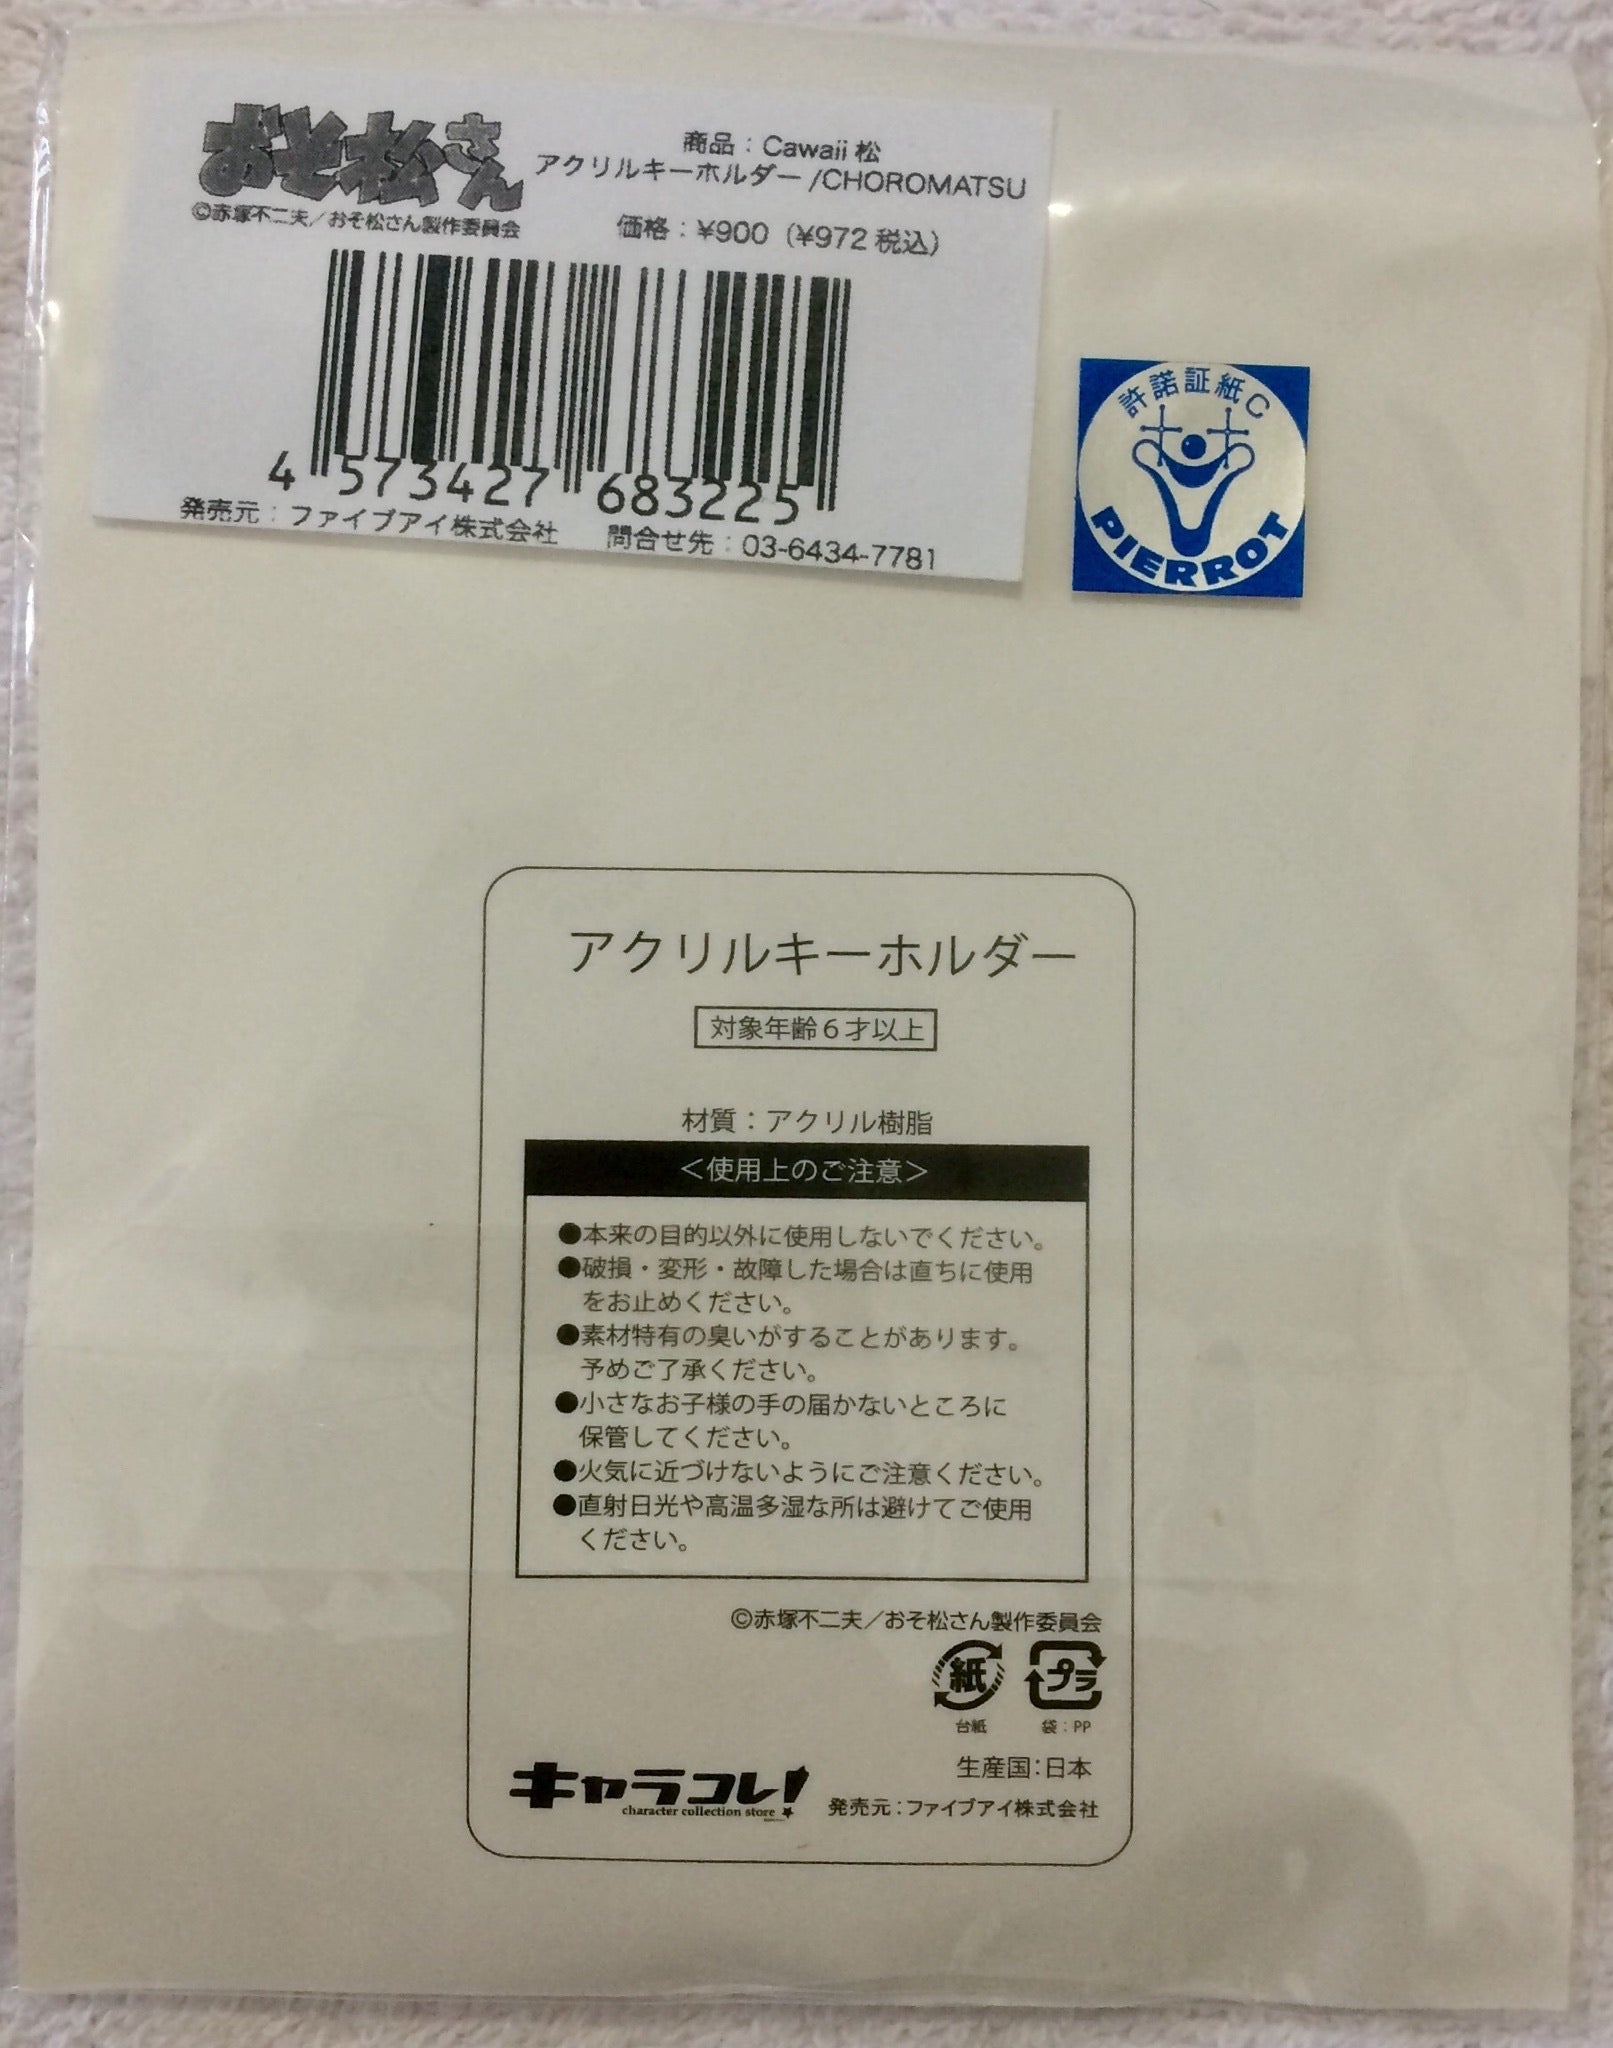 おそ松さん
©赤塚不二夫／おそ松さん製作委員会
商品：Cawaii 松
アクリルキーホルダー/CHOROMATSU
価格：¥900（¥972 税込）
4 573427 683225
発売元：ファイブアイ株式会社 問合せ先：03-6434-7781
許諾証紙C
PIERROT
アクリルキーホルダー
対象年齢６才以上
材質：アクリル樹脂
＜使用上のご注意＞
●本来の目的以外に使用しないでください。
●破損・変形・故障した場合は直ちに使用
をお止めください。
●素材特有の臭いがすることがあります。
予めご了承ください。
●小さなお子様の手の届かないところに
保管してください。
●火気に近づけないようにご注意ください。
●直射日光や高温多湿な所は避けてご使用
ください。
©赤塚不二夫／おそ松さん製作委員会
紙 プラ
台紙 袋：PP
生産国：日本
キャラコレ!
character collection store
発売元：ファイブアイ株式会社